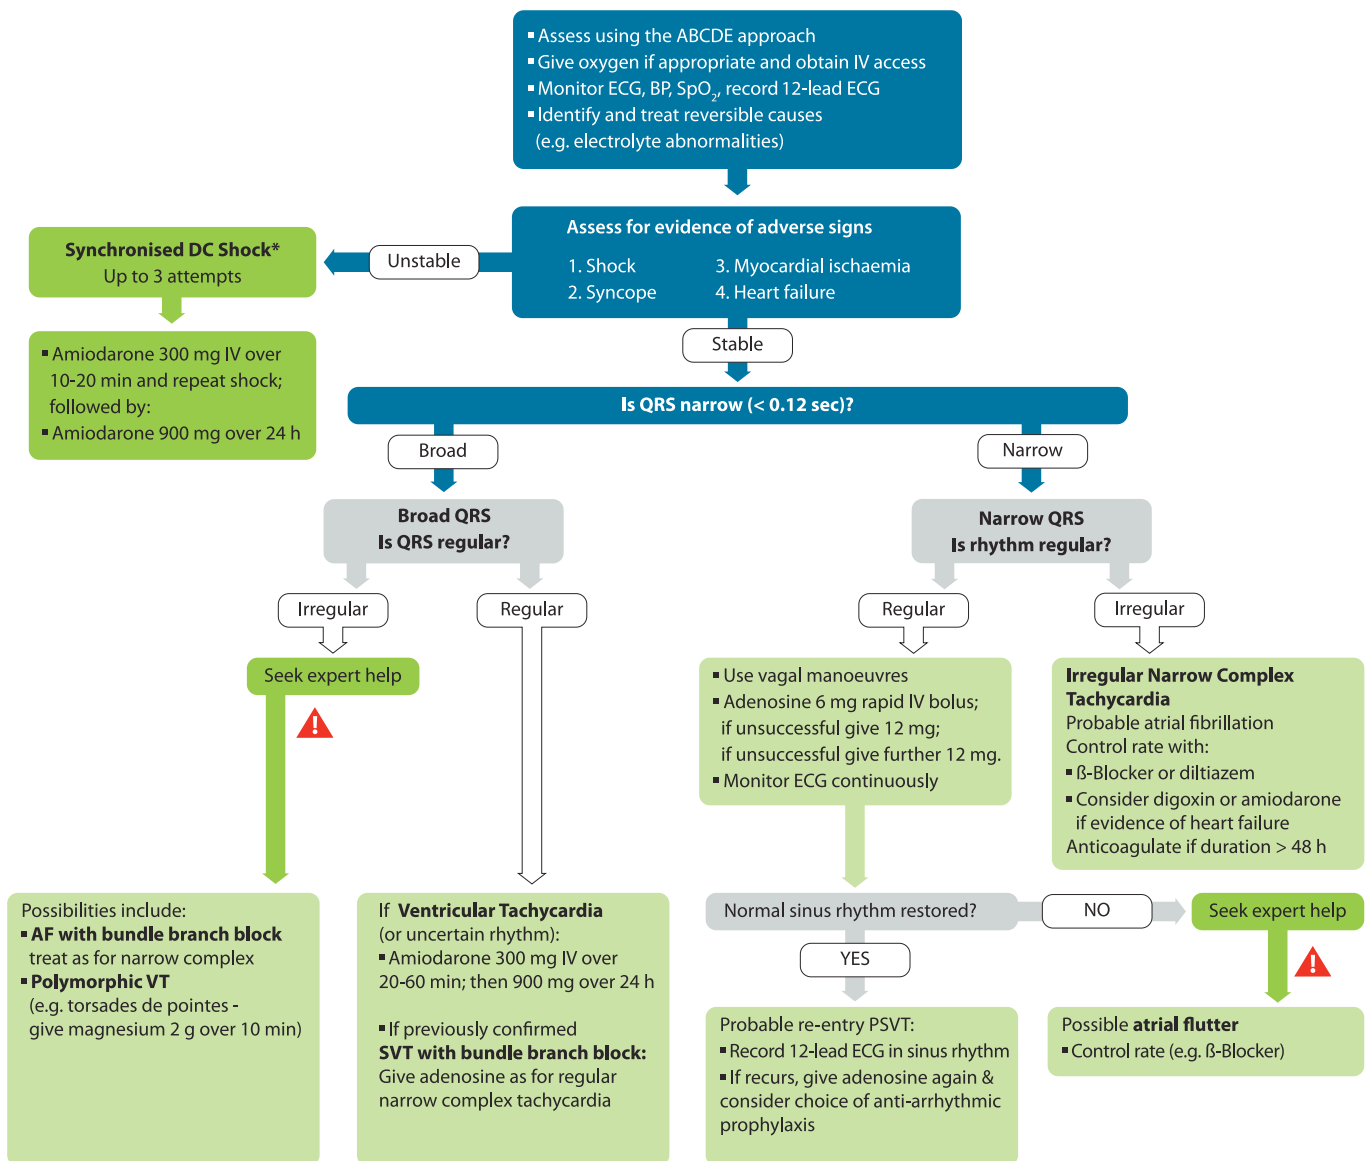 ▪ Assess using the ABCDE approach
▪ Give oxygen if appropriate and obtain IV access
▪ Monitor ECG, BP, SpO₂, record 12-lead ECG
▪ Identify and treat reversible causes
(e.g. electrolyte abnormalities)
Assess for evidence of adverse signs
1. Shock
2. Syncope
3. Myocardial ischaemia
4. Heart failure
Unstable
Synchronised DC Shock*
Up to 3 attempts
▪ Amiodarone 300 mg IV over
10-20 min and repeat shock;
followed by:
▪ Amiodarone 900 mg over 24 h
Stable
Is QRS narrow (< 0.12 sec)?
Broad
Narrow
Broad QRS
Is QRS regular?
Narrow QRS
Is rhythm regular?
Irregular
Regular
Regular
Irregular
Seek expert help
!
▪ Use vagal manoeuvres
▪ Adenosine 6 mg rapid IV bolus;
if unsuccessful give 12 mg;
if unsuccessful give further 12 mg.
▪ Monitor ECG continuously
Irregular Narrow Complex
Tachycardia
Probable atrial fibrillation
Control rate with:
▪ ß-Blocker or diltiazem
▪ Consider digoxin or amiodarone
if evidence of heart failure
Anticoagulate if duration > 48 h
Possibilities include:
▪ AF with bundle branch block
treat as for narrow complex
▪ Polymorphic VT
(e.g. torsades de pointes -
give magnesium 2 g over 10 min)
If Ventricular Tachycardia
(or uncertain rhythm):
▪ Amiodarone 300 mg IV over
20-60 min; then 900 mg over 24 h
▪ If previously confirmed
SVT with bundle branch block:
Give adenosine as for regular
narrow complex tachycardia
Normal sinus rhythm restored?
NO
Seek expert help
!
YES
Probable re-entry PSVT:
▪ Record 12-lead ECG in sinus rhythm
▪ If recurs, give adenosine again &
consider choice of anti-arrhythmic
prophylaxis
Possible atrial flutter
▪ Control rate (e.g. ß-Blocker)